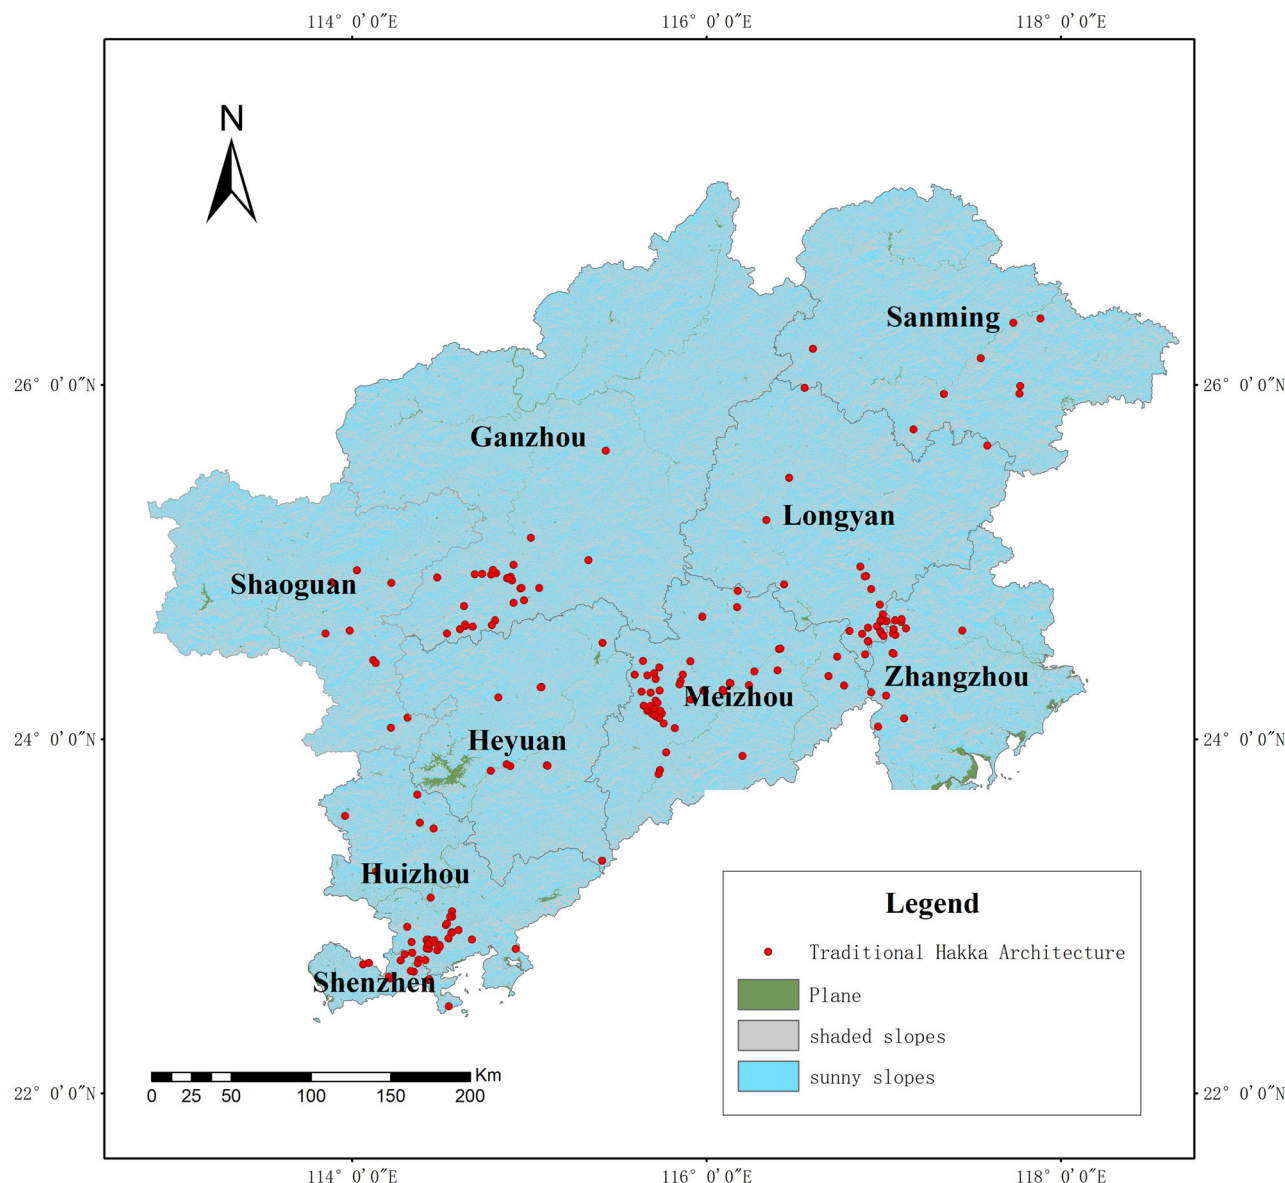 114° 0'0"E 116° 0'0"E 118° 0'0"E
N
Sanming
26° 0'0"N 26° 0'0"N
Ganzhou
Longyan
Shaoguan
Zhangzhou
Meizhou
24° 0'0"N 24° 0'0"N
Heyuan
Huizhou
Shenzhen
Legend
Traditional Hakka Architecture
Plane
shaded slopes
sunny slopes
Km
0 25 50 100 150 200
22° 0'0"N 22° 0'0"N
114° 0'0"E 116° 0'0"E 118° 0'0"E